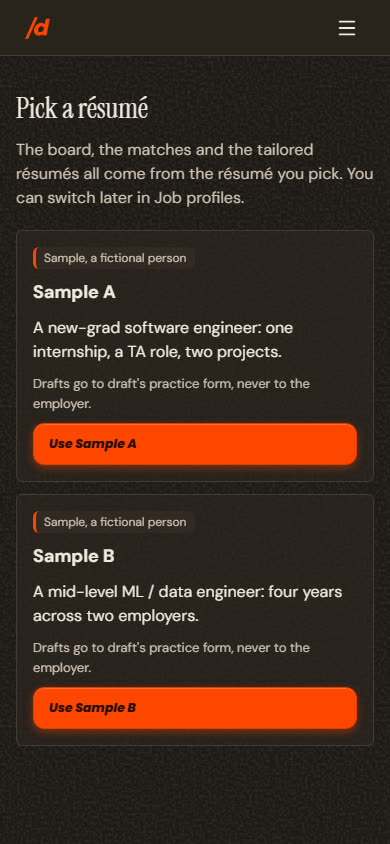 /d
Pick a résumé
The board, the matches and the tailored
résumés all come from the résumé you pick. You
can switch later in Job profiles.
Sample, a fictional person
Sample A
A new-grad software engineer: one
internship, a TA role, two projects.
Drafts go to draft's practice form, never to the
employer.
Use Sample A
Sample, a fictional person
Sample B
A mid-level ML / data engineer: four years
across two employers.
Drafts go to draft's practice form, never to the
employer.
Use Sample B